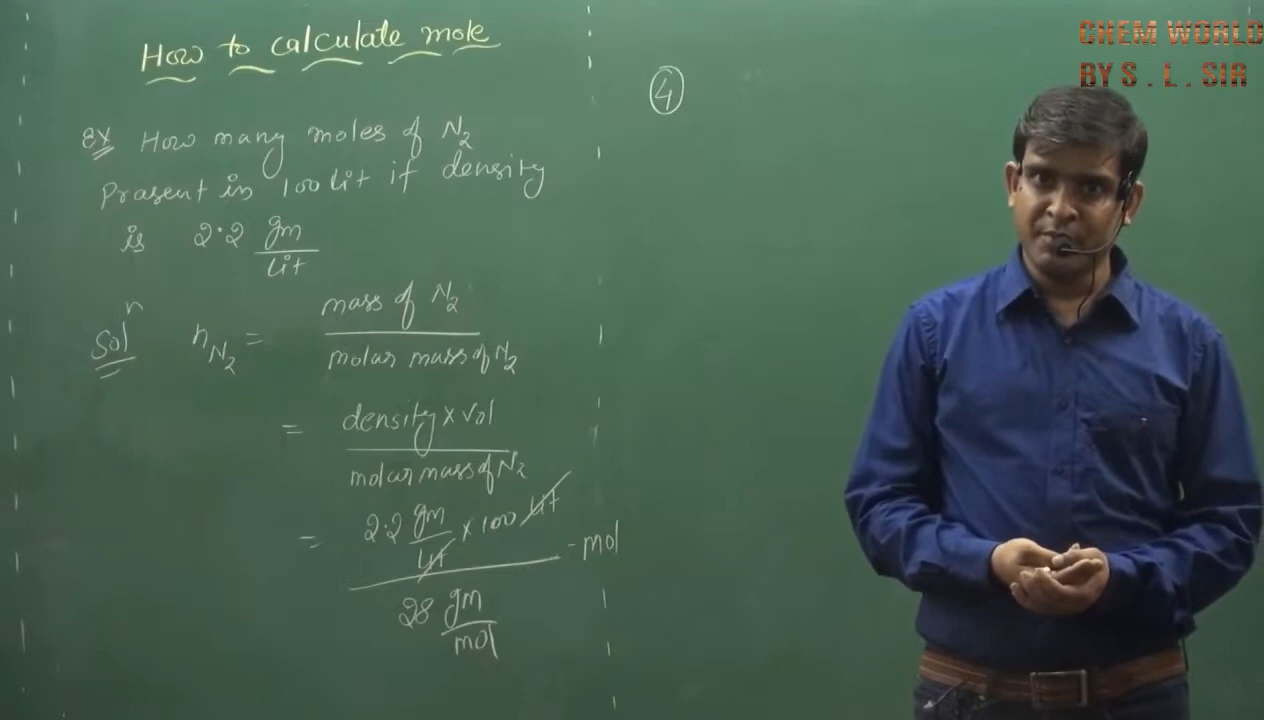 CHEM WORLD
BY S . L . SIR
How to calculate mole
Ex How many moles of N2
Prasent in 100 Lit if density
is 2.2 gm
Lit
Sol n nN2 = mass of N2
molar mass of N2
= density × vol
molar mass of N2
= 2.2 gm × 100 Lit
Lit
- mol
28 gm
mol
4